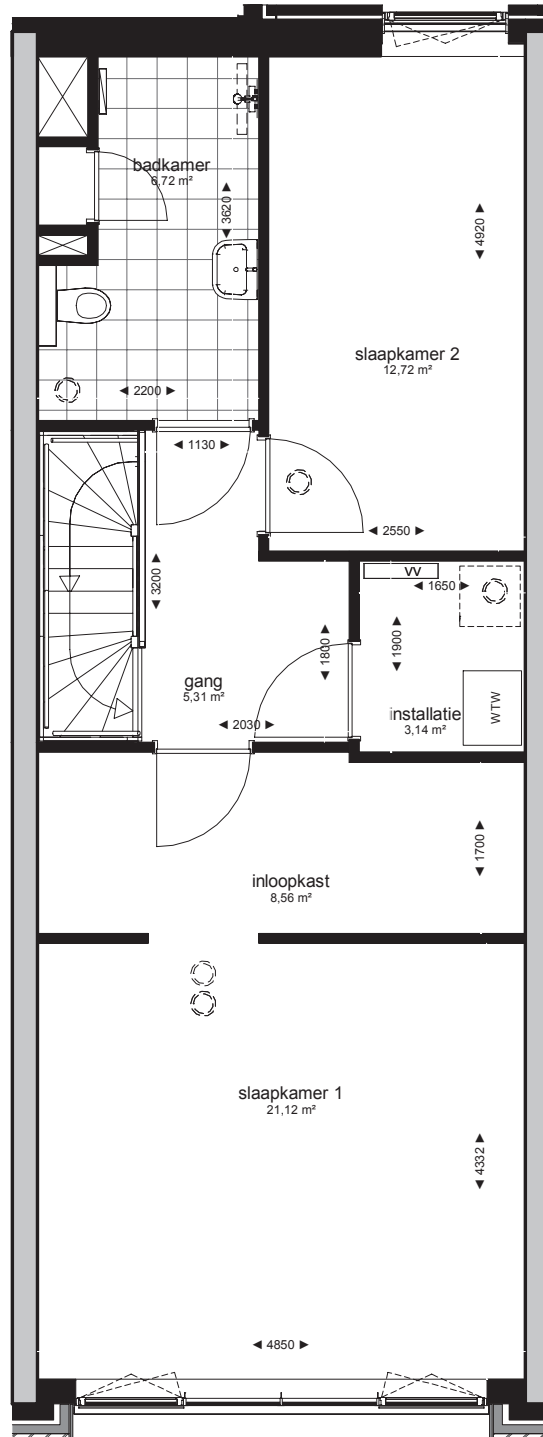 badkamer
6,72 m²
3620
4920
slaapkamer 2
12,72 m²
2200
1130
2550
3200
VV
1650
1800
1900
gang
5,31 m²
2030
installatie
3,14 m²
WTW
1700
inloopkast
8,56 m²
slaapkamer 1
21,12 m²
4332
4850